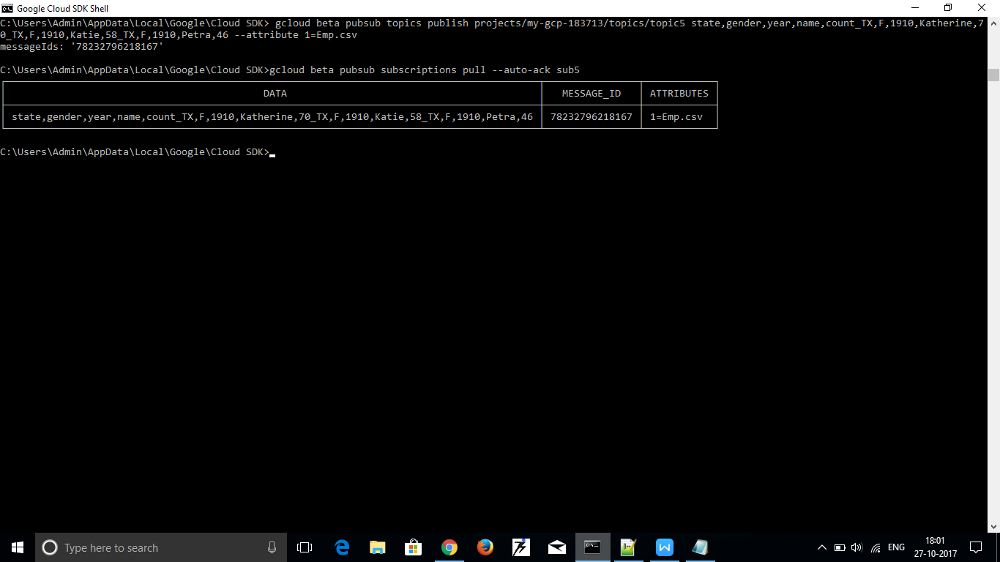 Google Cloud SDK Shell
C:\Users\Admin\AppData\Local\Google\Cloud SDK> gcloud beta pubsub topics publish projects/my-gcp-183713/topics/topic5 state,gender,year,name,count_TX,F,1910,Katherine,7
0_TX,F,1910,Katie,58_TX,F,1910,Petra,46 --attribute 1=Emp.csv
messageIds: '78232796218167'
C:\Users\Admin\AppData\Local\Google\Cloud SDK>gcloud beta pubsub subscriptions pull --auto-ack sub5
DATA MESSAGE_ID ATTRIBUTES
state,gender,year,name,count_TX,F,1910,Katherine,70_TX,F,1910,Katie,58_TX,F,1910,Petra,46 78232796218167 1=Emp.csv
C:\Users\Admin\AppData\Local\Google\Cloud SDK>
Type here to search
ENG
18:01
27-10-2017